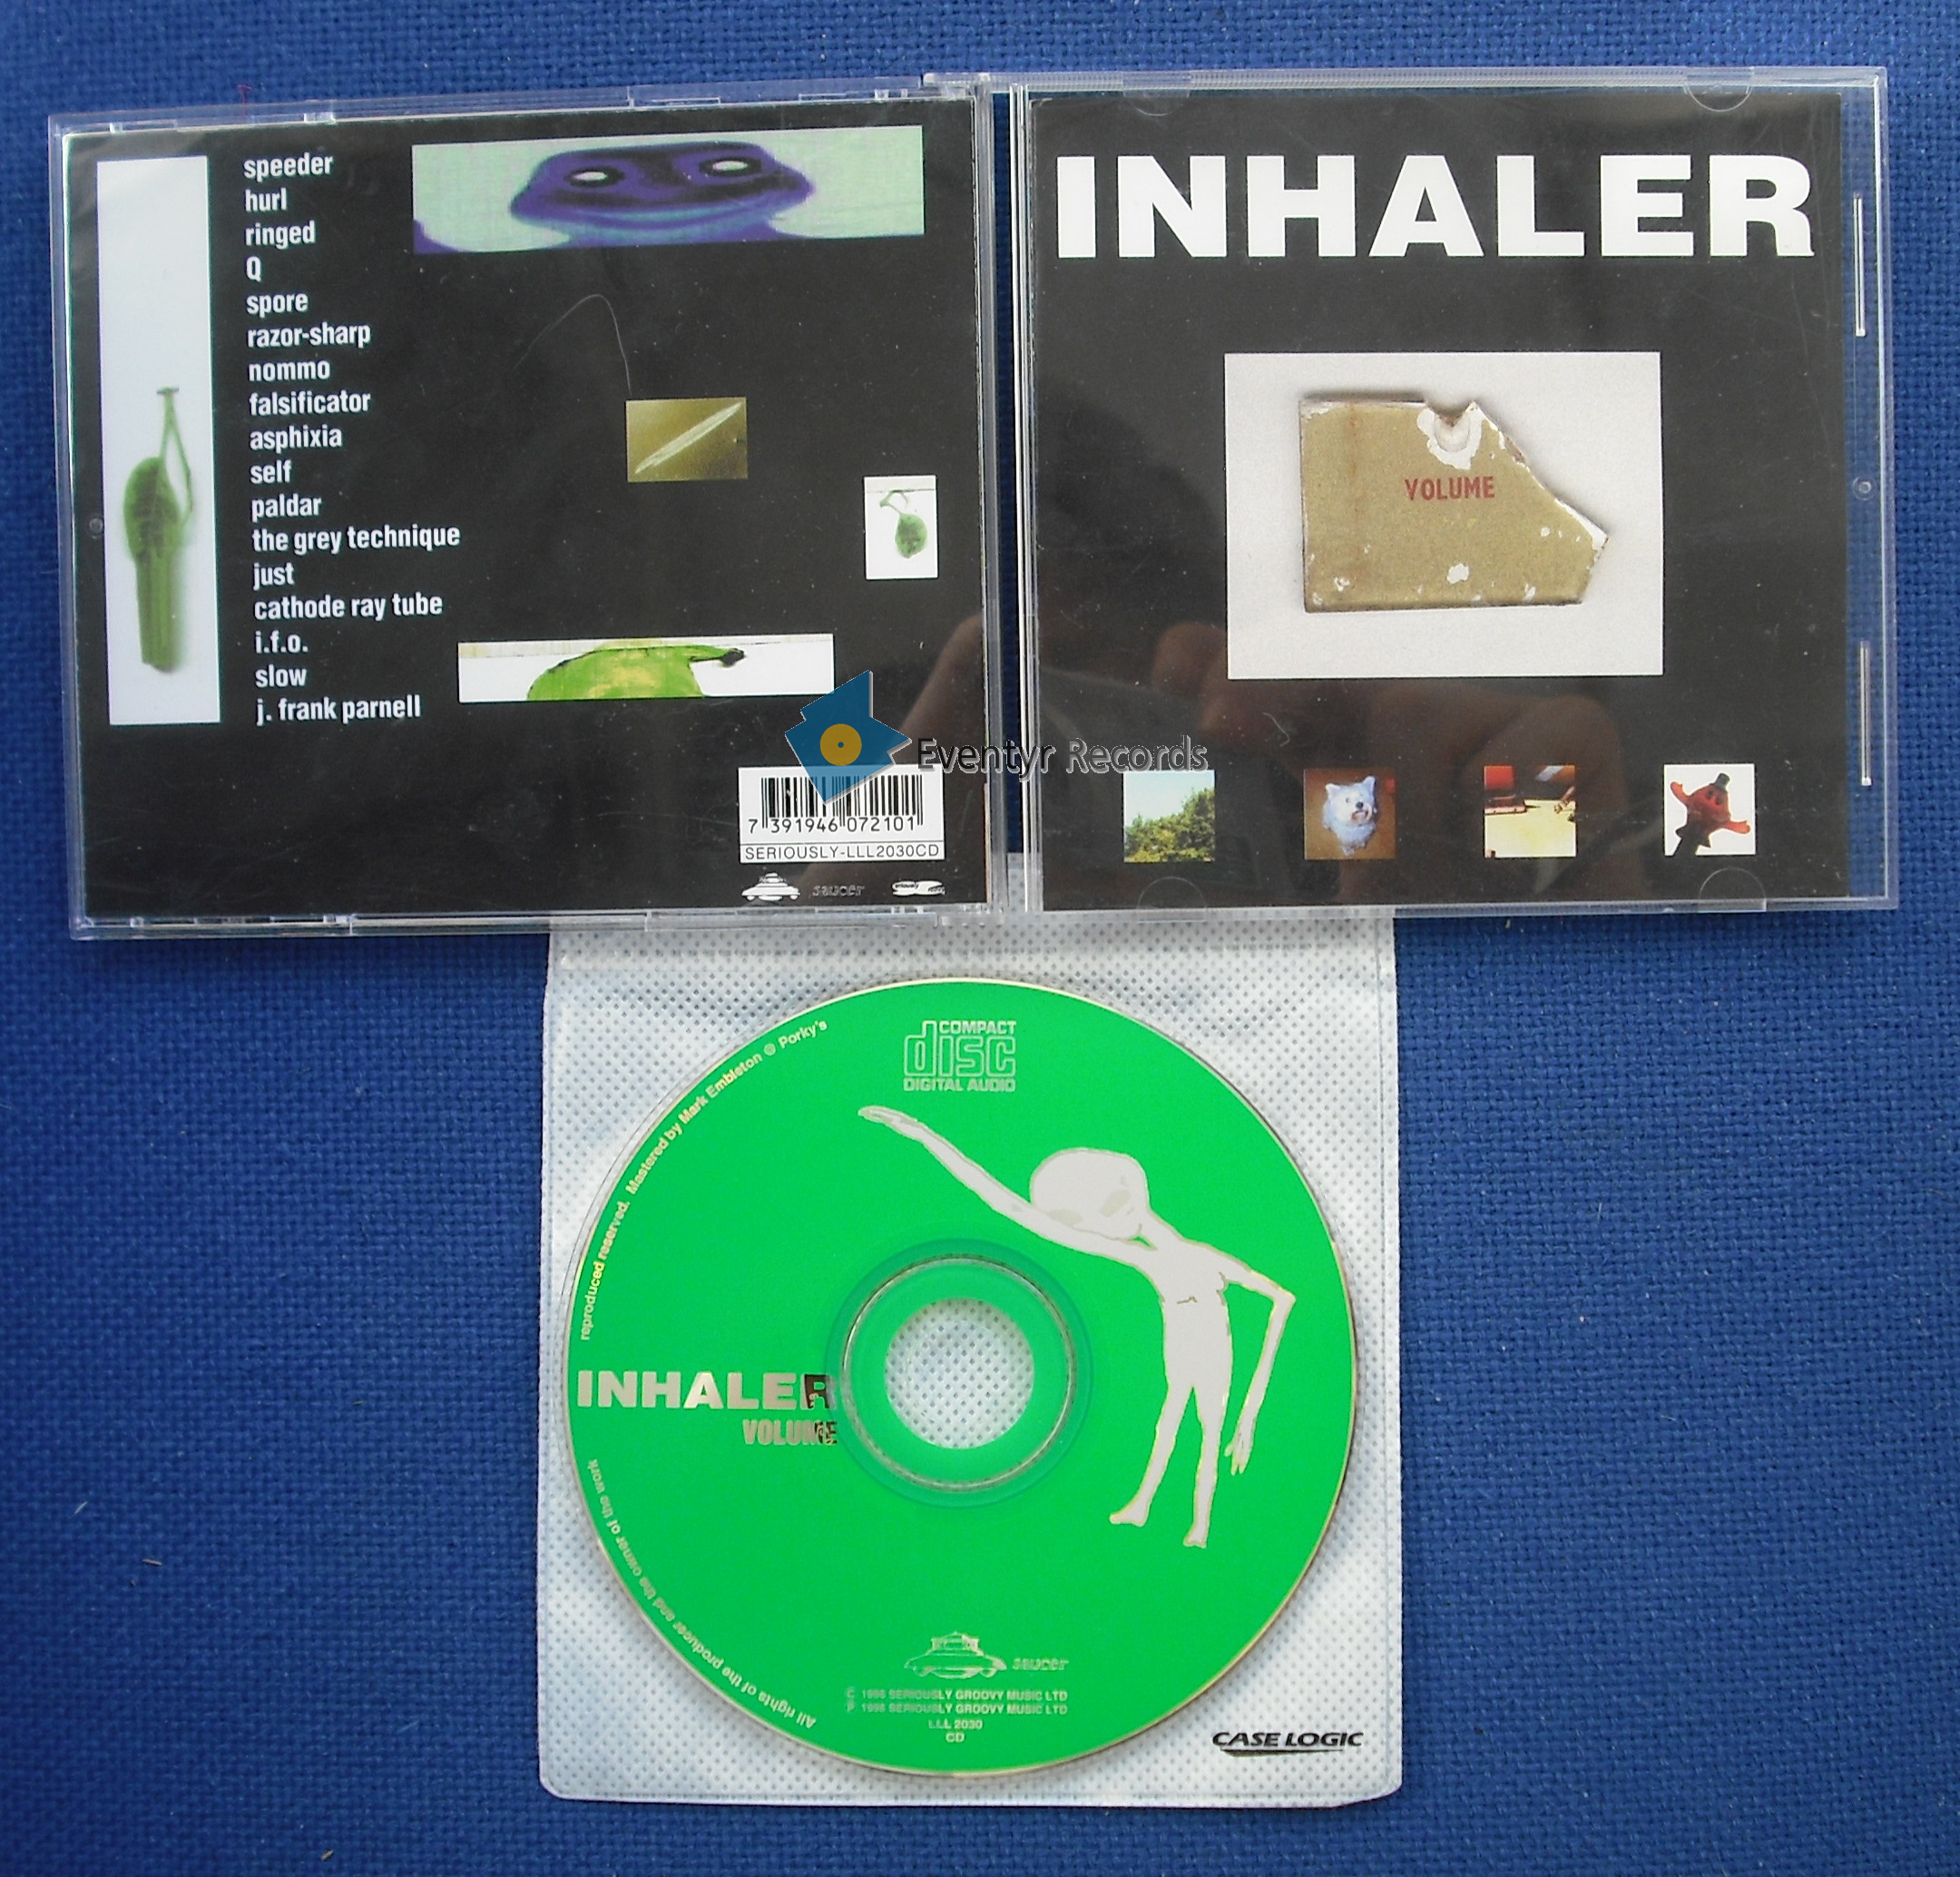 speeder
hurl
ringed
Q
spore
razor-sharp
nommo
falsificator
asphixia
self
paldar
the grey technique
just
cathode ray tube
i.f.o.
slow
j. frank parnell
7 391946 072101
SERIOUSLY-LLL2030CD
saucer
INHALER
VOLUME
Eventyr Records
COMPACT
disc
DIGITAL AUDIO
reproduced reserved. Mastered by Mark Embleton @ Porky's
INHALER
VOLUME
All rights of the producer and the owner of the work
saucer
SERIOUSLY GROOVY MUSIC LTD
SERIOUSLY GROOVY MUSIC LTD
LLL 2030
CD
CASE LOGIC